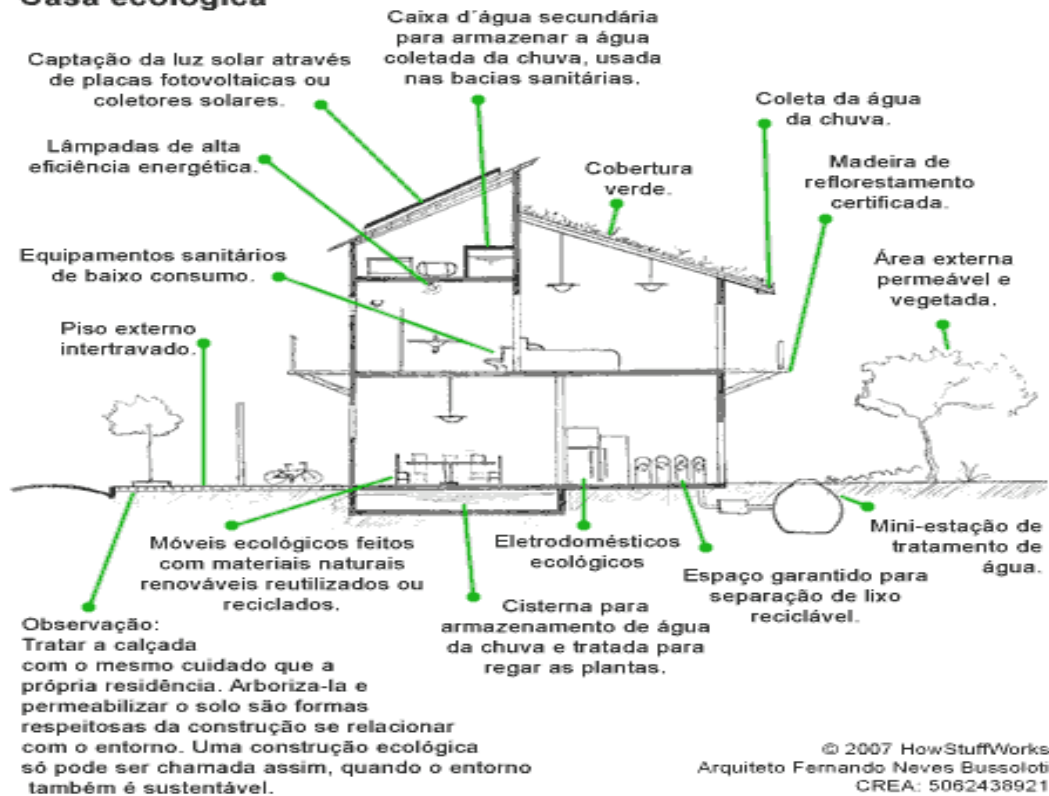 Casa ecológica
Caixa d´água secundária
para armazenar a água
coletada da chuva, usada
nas bacias sanitárias.
Captação da luz solar através
de placas fotovoltaicas ou
coletores solares.
Coleta da água
da chuva.
Lâmpadas de alta
eficiência energética.
Cobertura
verde.
Madeira de
reflorestamento
certificada.
Equipamentos sanitários
de baixo consumo.
Área externa
permeável e
vegetada.
Piso externo
intertravado.
Móveis ecológicos feitos
com materiais naturais
renováveis reutilizados ou
reciclados.
Eletrodomésticos
ecológicos
Mini-estação de
tratamento de
água.
Espaço garantido para
separação de lixo
reciclável.
Cisterna para
armazenamento de água
da chuva e tratada para
regar as plantas.
Observação:
Tratar a calçada
com o mesmo cuidado que a
própria residência. Arboriza-la e
permeabilizar o solo são formas
respeitosas da construção se relacionar
com o entorno. Uma construção ecológica
só pode ser chamada assim, quando o entorno
também é sustentável.
© 2007 HowStuffWorks
Arquiteto Fernando Neves Bussoloti
CREA: 5062438921